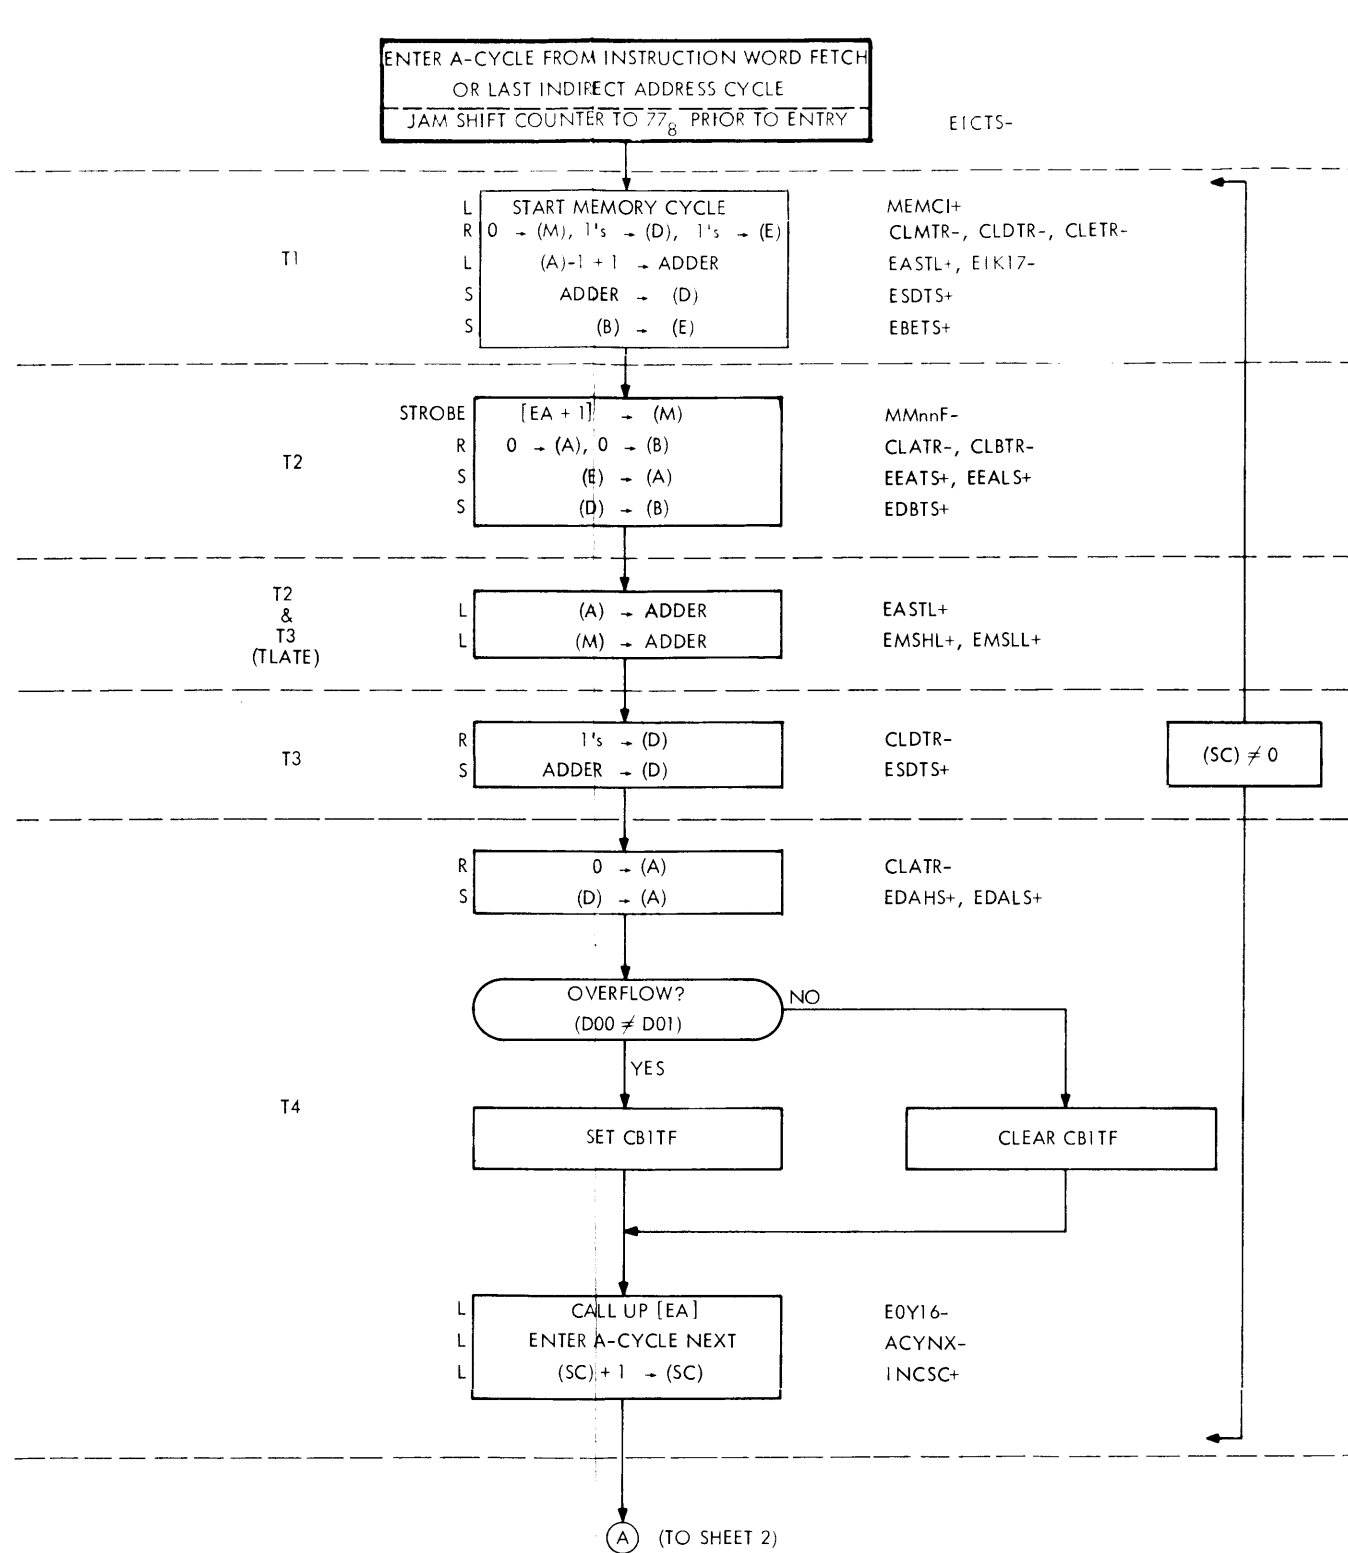 ENTER A-CYCLE FROM INSTRUCTION WORD FETCH
OR LAST INDIRECT ADDRESS CYCLE
JAM SHIFT COUNTER TO 77₈ PRIOR TO ENTRY
E1CTS-
T1
L START MEMORY CYCLE MEMCI+
R 0 → (M), 1's → (D), 1's → (E) CLMTR-, CLDTR-, CLETR-
L (A)-1 + 1 → ADDER EASTL+, E1K17-
S ADDER → (D) ESDTS+
S (B) → (E) EBETS+
T2
STROBE [EA + 1] → (M) MMnnF-
R 0 → (A), 0 → (B) CLATR-, CLBTR-
S (E) → (A) EEATS+, EEALS+
S (D) → (B) EDBTS+
T2
&
T3
(TLATE)
L (A) → ADDER EASTL+
L (M) → ADDER EMSHL+, EMSLL+
T3
R 1's → (D) CLDTR-
S ADDER → (D) ESDTS+
(SC) ≠ 0
R 0 → (A) CLATR-
S (D) → (A) EDAHS+, EDALS+
OVERFLOW?
(D00 ≠ D01)
NO
YES
T4
SET CB1TF
CLEAR CB1TF
L CALL UP [EA] E0Y16-
L ENTER A-CYCLE NEXT ACYNX-
L (SC) + 1 → (SC) INCSC+
A (TO SHEET 2)